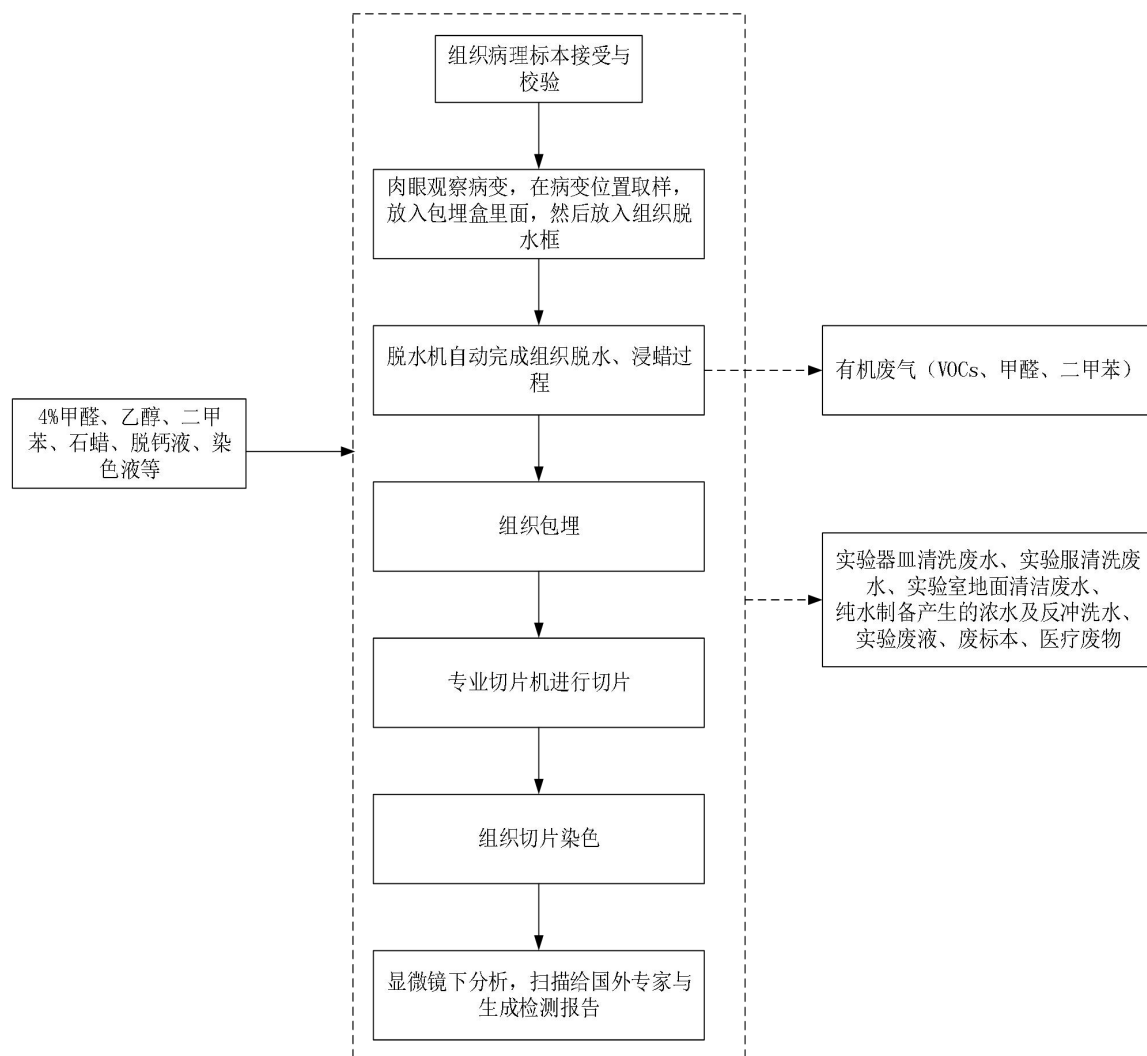 组织病理标本接受与
校验
肉眼观察病变，在病变位置取样，
放入包埋盒里面，然后放入组织脱
水框
脱水机自动完成组织脱水、浸蜡过
程
有机废气（VOCs、甲醛、二甲苯）
4%甲醛、乙醇、二甲
苯、石蜡、脱钙液、染
色液等
组织包埋
实验器皿清洗废水、实验服清洗废
水、实验室地面清洁废水、
纯水制备产生的浓水及反冲洗水、
实验废液、废标本、医疗废物
专业切片机进行切片
组织切片染色
显微镜下分析，扫描给国外专家与
生成检测报告